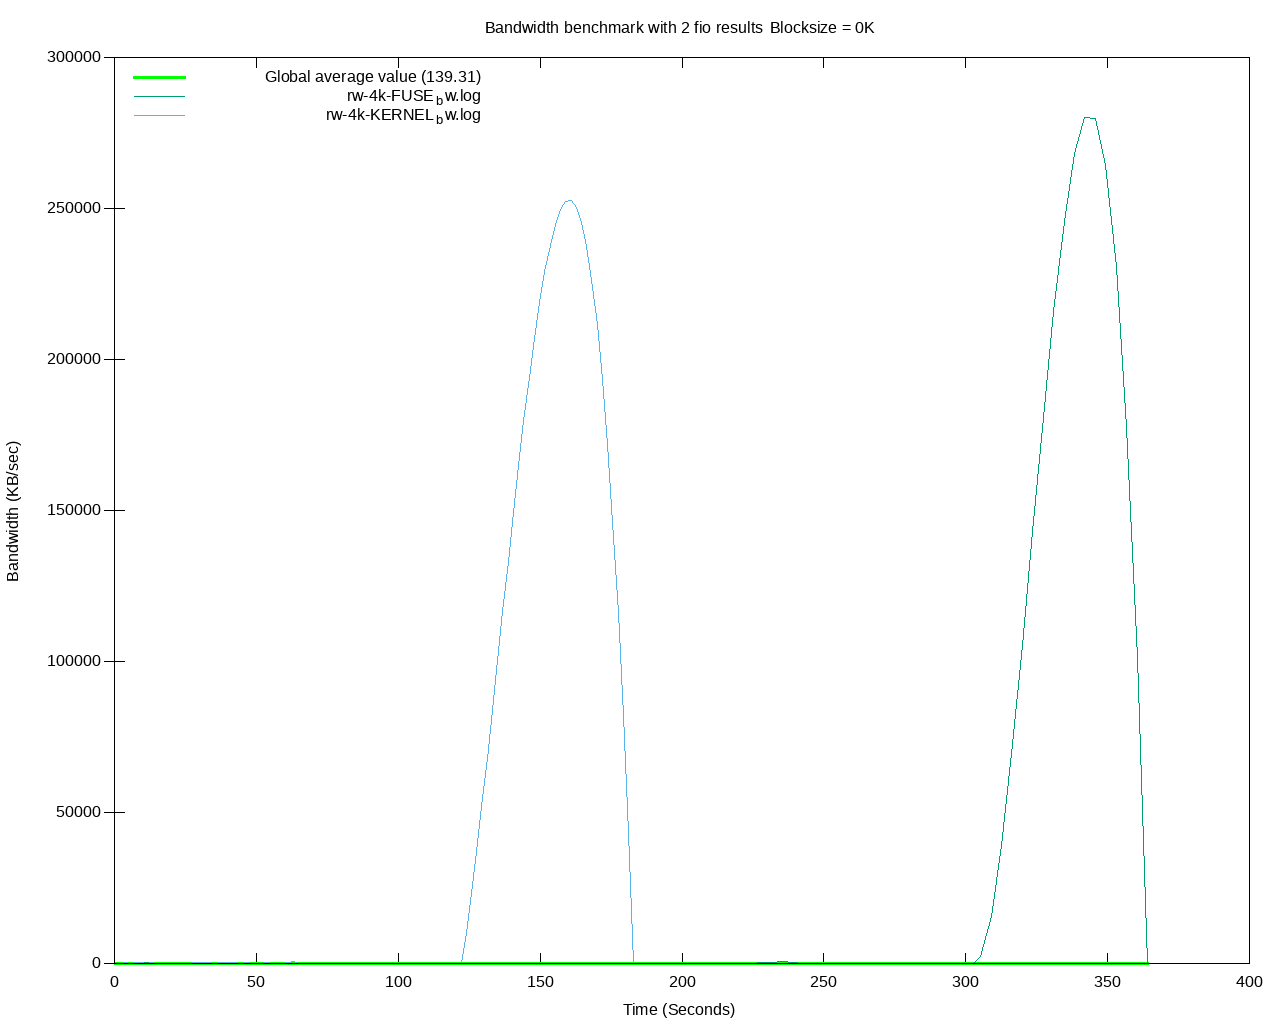 Bandwidth benchmark with 2 fio results Blocksize = 0K
300000
250000
200000
150000
100000
50000
0
Bandwidth (KB/sec)
Global average value (139.31)
rw-4k-FUSEbw.log
rw-4k-KERNELbw.log
0 50 100 150 200 250 300 350 400
Time (Seconds)